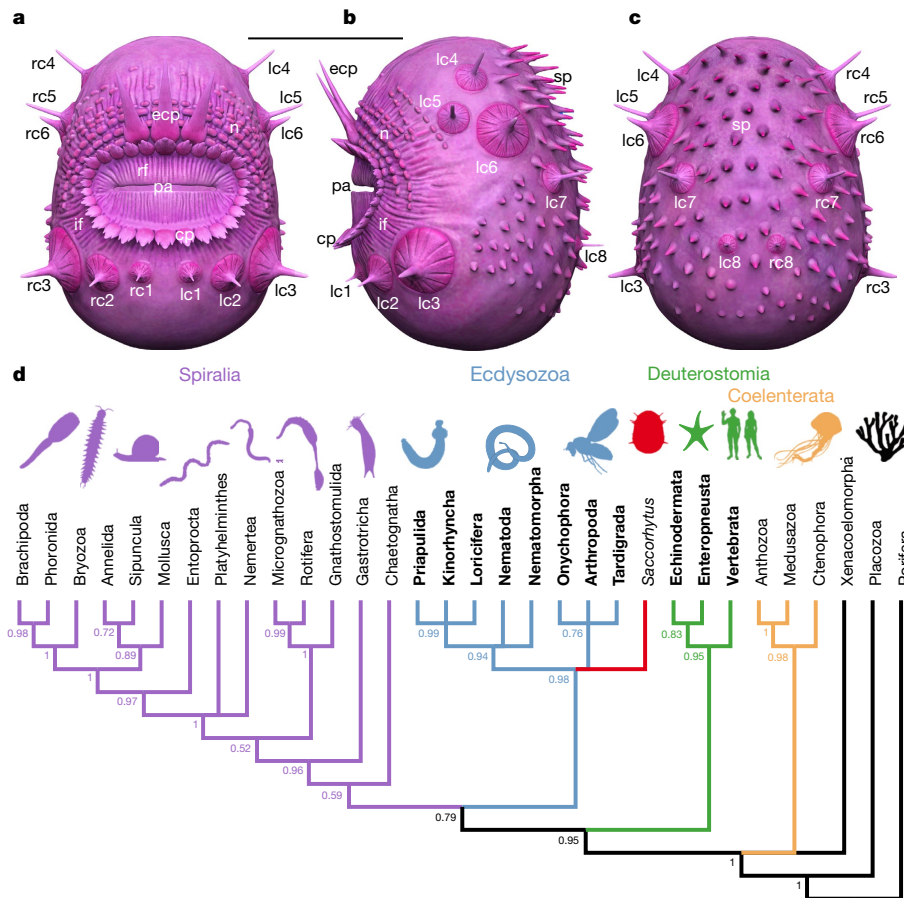 a
b
c
rc4
rc5
rc6
ecp
n
rf
pa
if
cp
rc3
rc2
rc1
lc1
lc2
lc3
lc4
lc5
lc6
ecp
lc4
sp
lc5
n
lc6
pa
lc7
if
cp
lc8
lc1
lc2
lc3
lc4
lc5
lc6
sp
rc4
rc5
rc6
lc7
rc7
lc8
rc8
lc3
rc3
d
Spiralia
Ecdysozoa
Deuterostomia
Coelenterata
Brachipoda
Phoronida
Bryozoa
Annelida
Sipuncula
Mollusca
Entoprocta
Platyhelminthes
Nemertea
Micrognathozoa
Rotifera
Gnathostomulida
Gastrotricha
Chaetognatha
Priapulida
Kinorhyncha
Loricifera
Nematoda
Nematomorpha
Onychophora
Arthropoda
Tardigrada
Saccorhytus
Echinodermata
Enteropneusta
Vertebrata
Anthozoa
Medusazoa
Ctenophora
Xenacoelomorpha
Placozoa
0.98
0.72
0.99
0.99
0.76
0.83
1
1
0.89
1
0.94
0.95
0.98
1
0.98
0.97
1
0.52
0.96
0.59
0.79
0.95
1
1